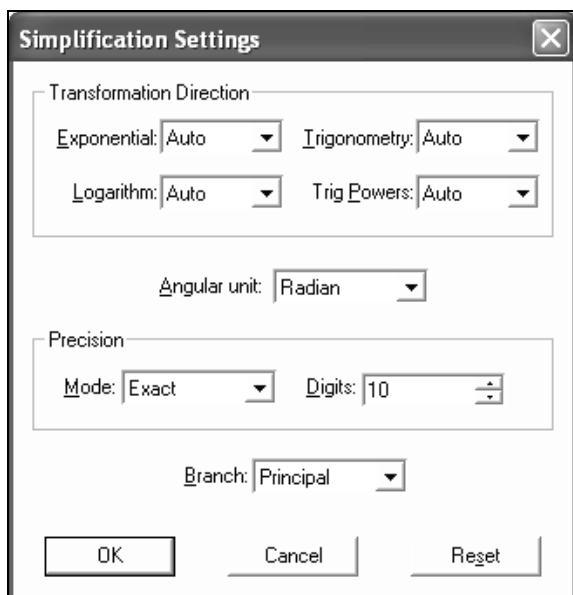 Simplification Settings
Transformation Direction
Exponential: Auto Trigonometry: Auto
Logarithm: Auto Trig Powers: Auto
Angular unit: Radian
Precision
Mode: Exact Digits: 10
Branch: Principal
OK Cancel Reset